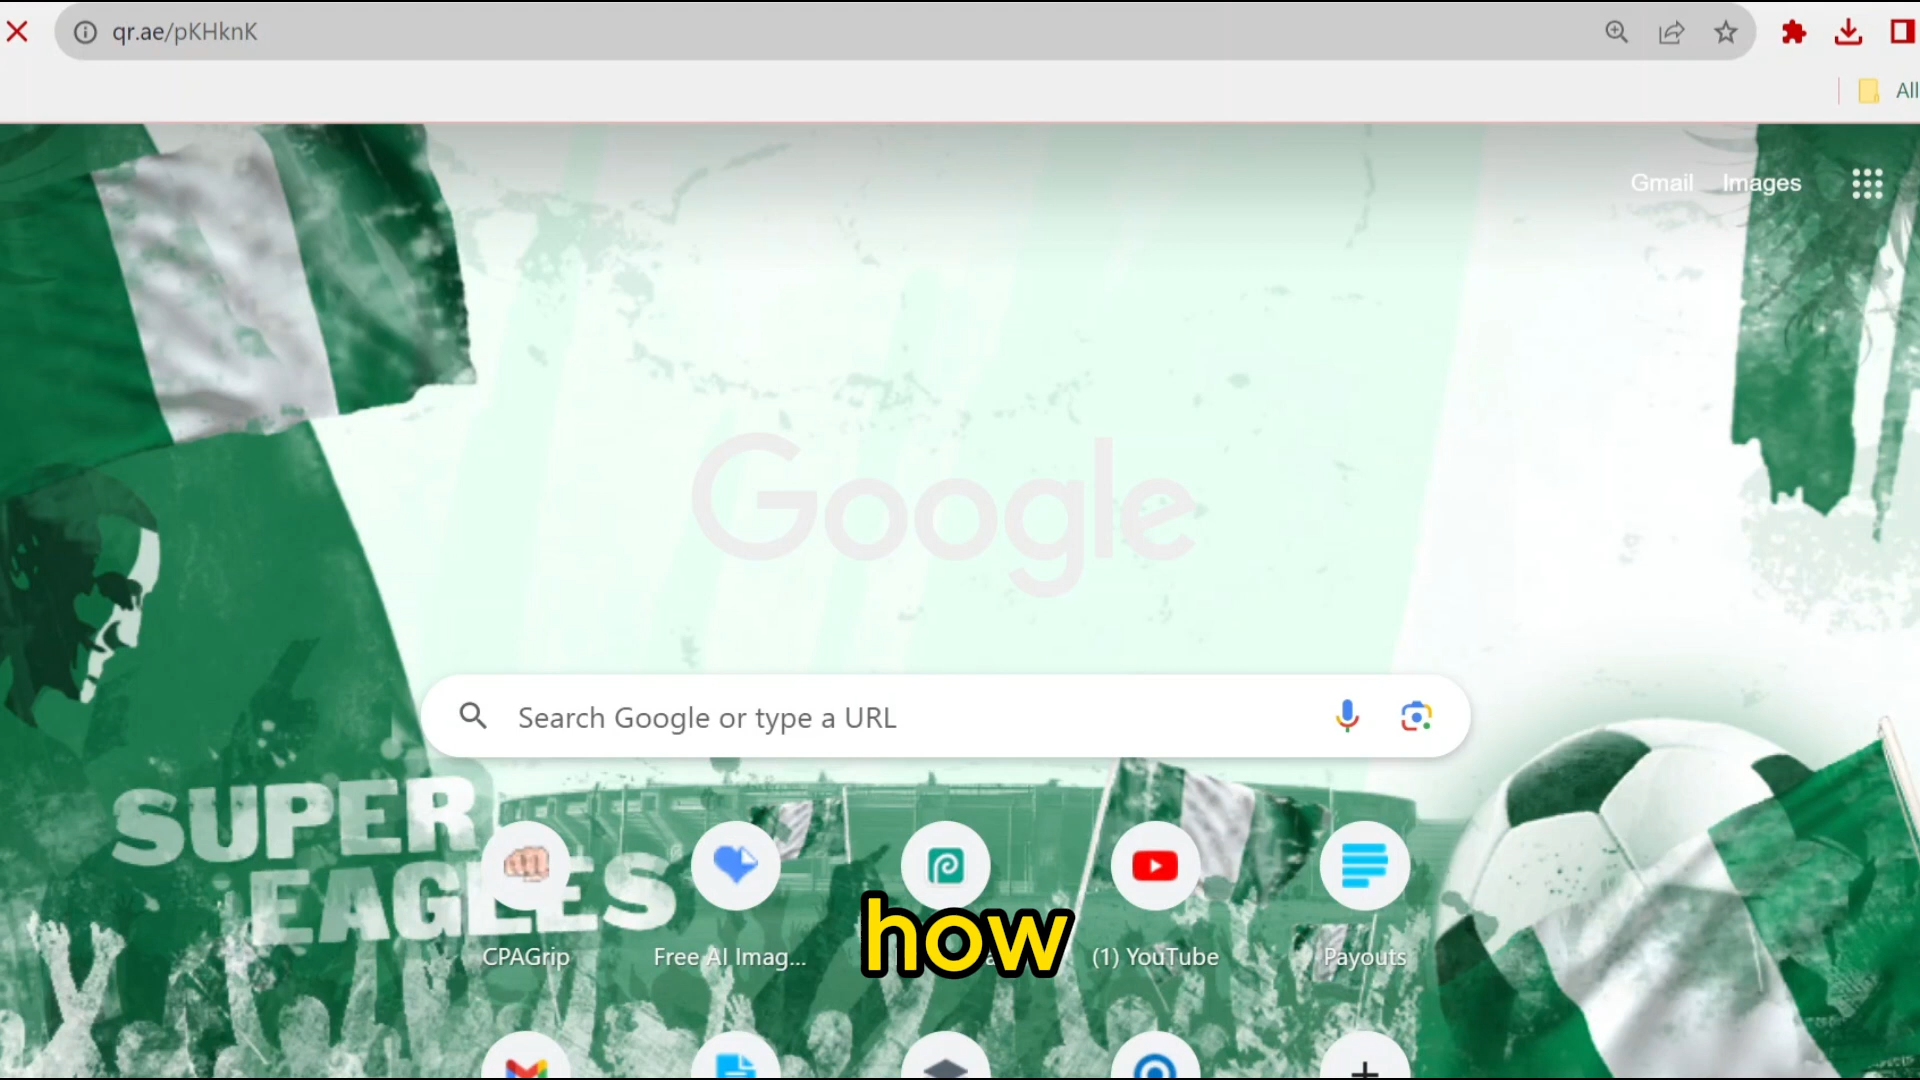 qr.ae/pKHknK
All
Gmail Images
Google
Search Google or type a URL
SUPER
EAGLES
CPAGrip
Free AI Imag...
how
(1) YouTube
Payouts